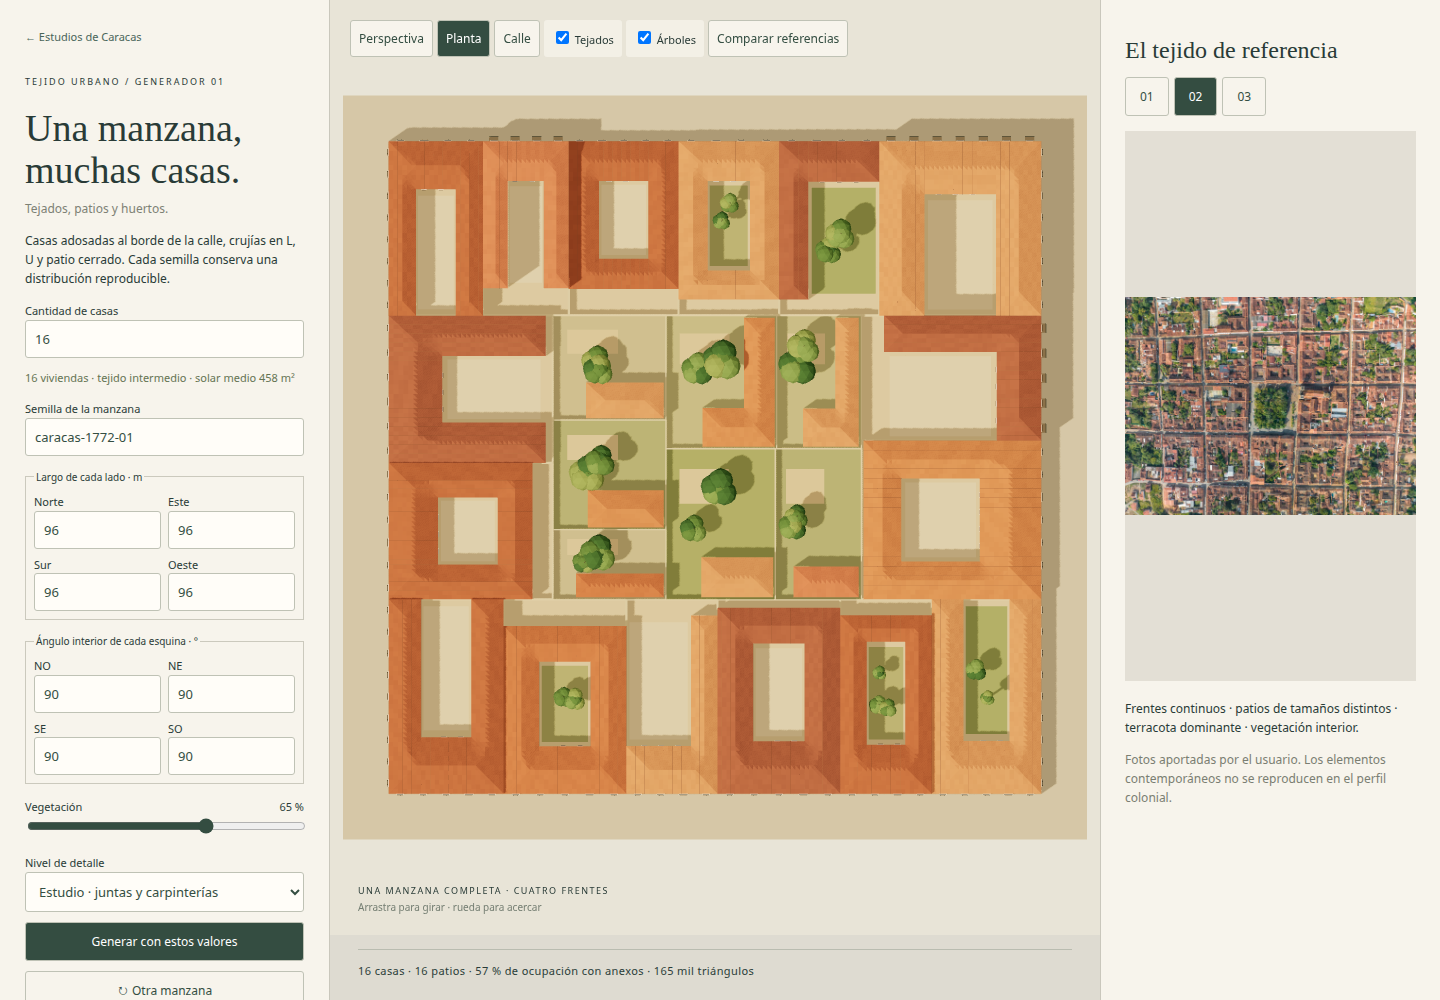 ← Estudios de Caracas
TEJIDO URBANO / GENERADOR 01
Una manzana,
muchas casas.
Tejados, patios y huertos.
Casas adosadas al borde de la calle, crujías en L,
U y patio cerrado. Cada semilla conserva una
distribución reproducible.
Cantidad de casas
16
16 viviendas · tejido intermedio · solar medio 458 m²
Semilla de la manzana
caracas-1772-01
Largo de cada lado · m
Norte
Este
96
96
Sur
Oeste
96
96
Ángulo interior de cada esquina · °
NO
NE
90
90
SE
SO
90
90
Vegetación
65 %
Nivel de detalle
Estudio · juntas y carpinterías
Generar con estos valores
↻ Otra manzana
Perspectiva
Planta
Calle
Tejados
Árboles
Comparar referencias
UNA MANZANA COMPLETA · CUATRO FRENTES
Arrastra para girar · rueda para acercar
16 casas · 16 patios · 57 % de ocupación con anexos · 165 mil triángulos
El tejido de referencia
01
02
03
Frentes continuos · patios de tamaños distintos ·
terracota dominante · vegetación interior.
Fotos aportadas por el usuario. Los elementos
contemporáneos no se reproducen en el perfil
colonial.